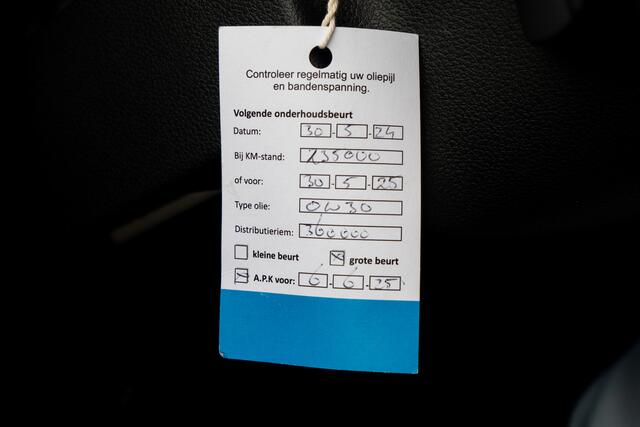 Controleer regelmatig uw oliepijl
en bandenspanning.
Volgende onderhoudsbeurt
Datum: 30-5-24
Bij KM-stand: 235000
of voor: 30-5-25
Type olie: 0W30
Distributieriem: 300000
kleine beurt grote beurt
A.P.K voor: 6-6-25